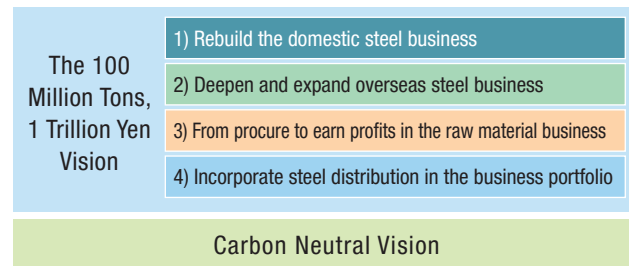 The 100
Million Tons,
1 Trillion Yen
Vision
1) Rebuild the domestic steel business
2) Deepen and expand overseas steel business
3) From procure to earn profits in the raw material business
4) Incorporate steel distribution in the business portfolio
Carbon Neutral Vision